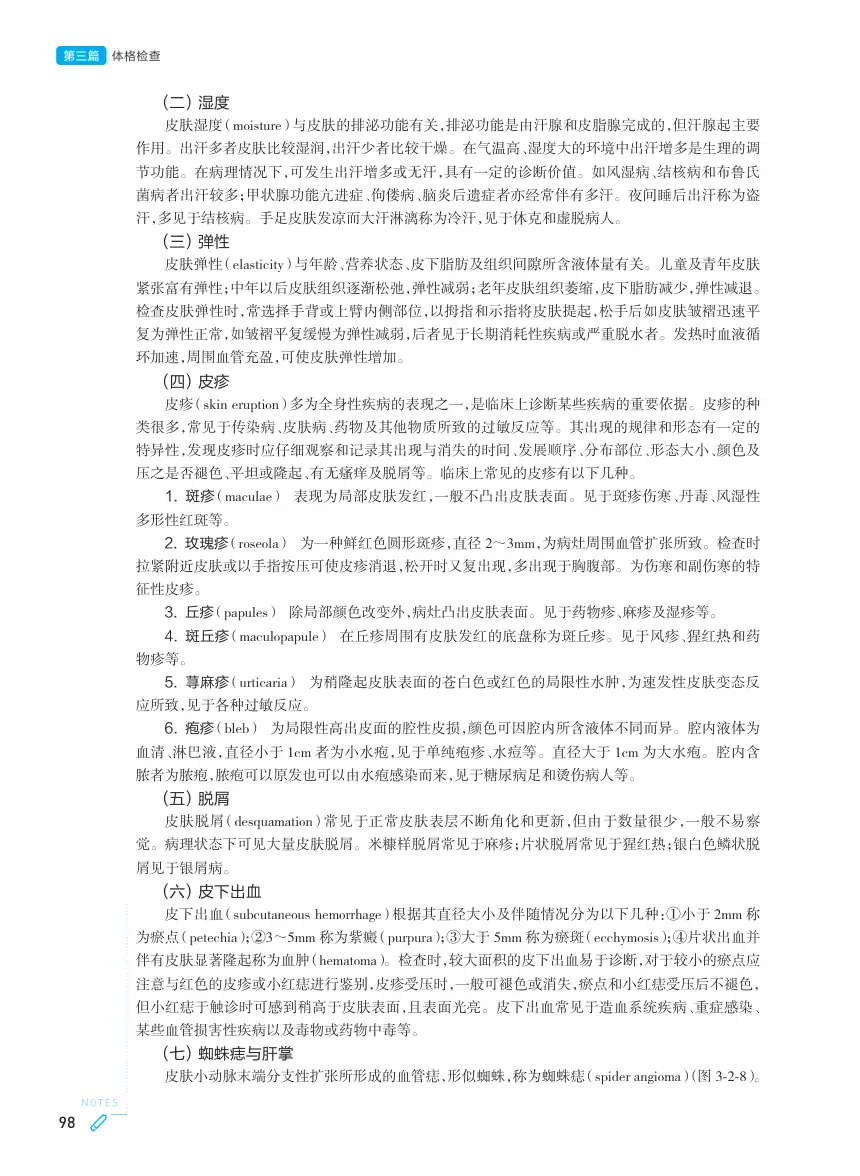 第三篇 体格检查
（二）湿度
皮肤湿度（moisture）与皮肤的排泌功能有关，排泌功能是由汗腺和皮脂腺完成的，但汗腺起主要
作用。出汗多者皮肤比较湿润，出汗少者比较干燥。在气温高、湿度大的环境中出汗增多是生理的调
节功能。在病理情况下，可发生出汗增多或无汗，具有一定的诊断价值。如风湿病、结核病和布鲁氏
菌病者出汗较多；甲状腺功能亢进症、佝偻病、脑炎后遗症者亦经常伴有多汗。夜间睡后出汗称为盗
汗，多见于结核病。手足皮肤发凉而大汗淋漓称为冷汗，见于休克和虚脱病人。
（三）弹性
皮肤弹性（elasticity）与年龄、营养状态、皮下脂肪及组织间隙所含液体量有关。儿童及青年皮肤
紧张富有弹性；中年以后皮肤组织逐渐松弛，弹性减弱；老年皮肤组织萎缩，皮下脂肪减少，弹性减退。
检查皮肤弹性时，常选择手背或上臂内侧部位，以拇指和示指将皮肤提起，松手后如皮肤皱褶迅速平
复为弹性正常，如皱褶平复缓慢为弹性减弱，后者见于长期消耗性疾病或严重脱水者。发热时血液循
环加速，周围血管充盈，可使皮肤弹性增加。
（四）皮疹
皮疹（skin eruption）多为全身性疾病的表现之一，是临床上诊断某些疾病的重要依据。皮疹的种
类很多，常见于传染病、皮肤病、药物及其他物质所致的过敏反应等。其出现的规律和形态有一定的
特异性，发现皮疹时应仔细观察和记录其出现与消失的时间、发展顺序、分布部位、形态大小、颜色及
压之是否褪色、平坦或隆起、有无瘙痒及脱屑等。临床上常见的皮疹有以下几种。
1. 斑疹（maculae） 表现为局部皮肤发红，一般不凸出皮肤表面。见于斑疹伤寒、丹毒、风湿性
多形性红斑等。
2. 玫瑰疹（roseola） 为一种鲜红色圆形斑疹，直径 2～3mm，为病灶周围血管扩张所致。检查时
拉紧附近皮肤或以手指按压可使皮疹消退，松开时又复出现，多出现于胸腹部。为伤寒和副伤寒的特
征性皮疹。
3. 丘疹（papules） 除局部颜色改变外，病灶凸出皮肤表面。见于药物疹、麻疹及湿疹等。
4. 斑丘疹（maculopapule） 在丘疹周围有皮肤发红的底盘称为斑丘疹。见于风疹、猩红热和药
物疹等。
5. 荨麻疹（urticaria） 为稍隆起皮肤表面的苍白色或红色的局限性水肿，为速发性皮肤变态反
应所致，见于各种过敏反应。
6. 疱疹（bleb） 为局限性高出皮面的腔性皮损，颜色可因腔内所含液体不同而异。腔内液体为
血清、淋巴液，直径小于 1cm 者为小水疱，见于单纯疱疹、水痘等。直径大于 1cm 为大水疱。腔内含
脓者为脓疱，脓疱可以原发也可以由水疱感染而来，见于糖尿病足和烫伤病人等。
（五）脱屑
皮肤脱屑（desquamation）常见于正常皮肤表层不断角化和更新，但由于数量很少，一般不易察
觉。病理状态下可见大量皮肤脱屑。米糠样脱屑常见于麻疹；片状脱屑常见于猩红热；银白色鳞状脱
屑见于银屑病。
（六）皮下出血
皮下出血（subcutaneous hemorrhage）根据其直径大小及伴随情况分为以下几种：①小于 2mm 称
为瘀点（petechia）；②3～5mm 称为紫癜（purpura）；③大于 5mm 称为瘀斑（ecchymosis）；④片状出血并
伴有皮肤显著隆起称为血肿（hematoma）。检查时，较大面积的皮下出血易于诊断，对于较小的瘀点应
注意与红色的皮疹或小红痣进行鉴别，皮疹受压时，一般可褪色或消失，瘀点和小红痣受压后不褪色，
但小红痣于触诊时可感到稍高于皮肤表面，且表面光亮。皮下出血常见于造血系统疾病、重症感染、
某些血管损害性疾病以及毒物或药物中毒等。
（七）蜘蛛痣与肝掌
皮肤小动脉末端分支性扩张所形成的血管痣，形似蜘蛛，称为蜘蛛痣（spider angioma）（图 3-2-8）。
NOTES
98